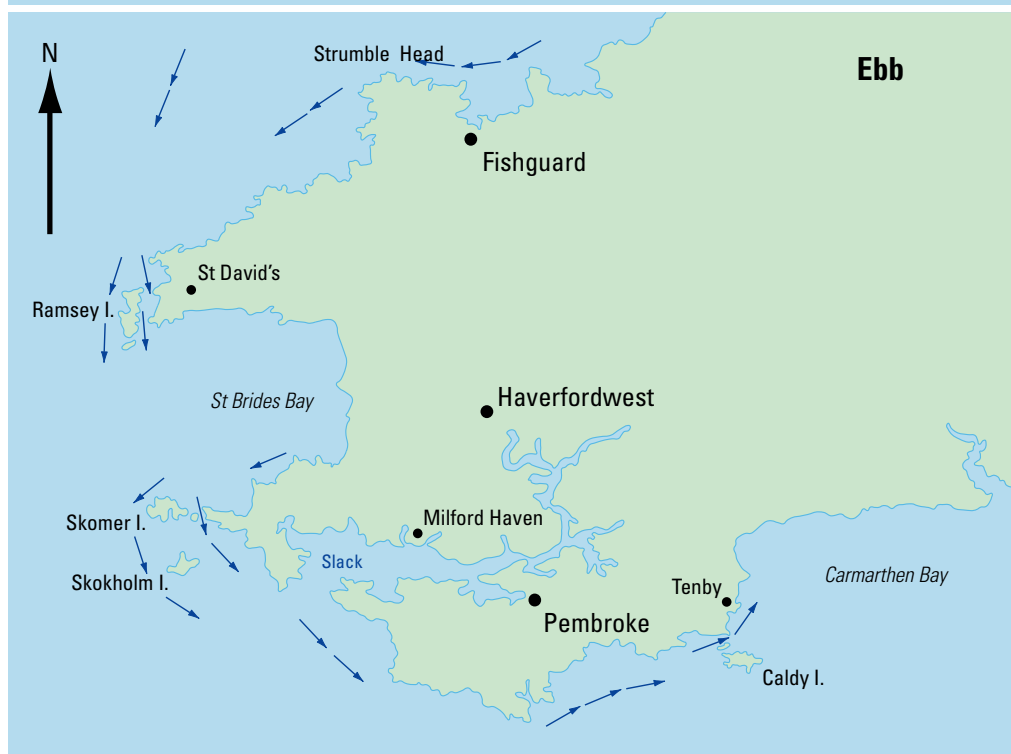 N
Strumble Head
Ebb
Fishguard
St David's
Ramsey I.
St Brides Bay
Haverfordwest
Skomer I.
Milford Haven
Slack
Skokholm I.
Tenby
Carmarthen Bay
Pembroke
Caldy I.